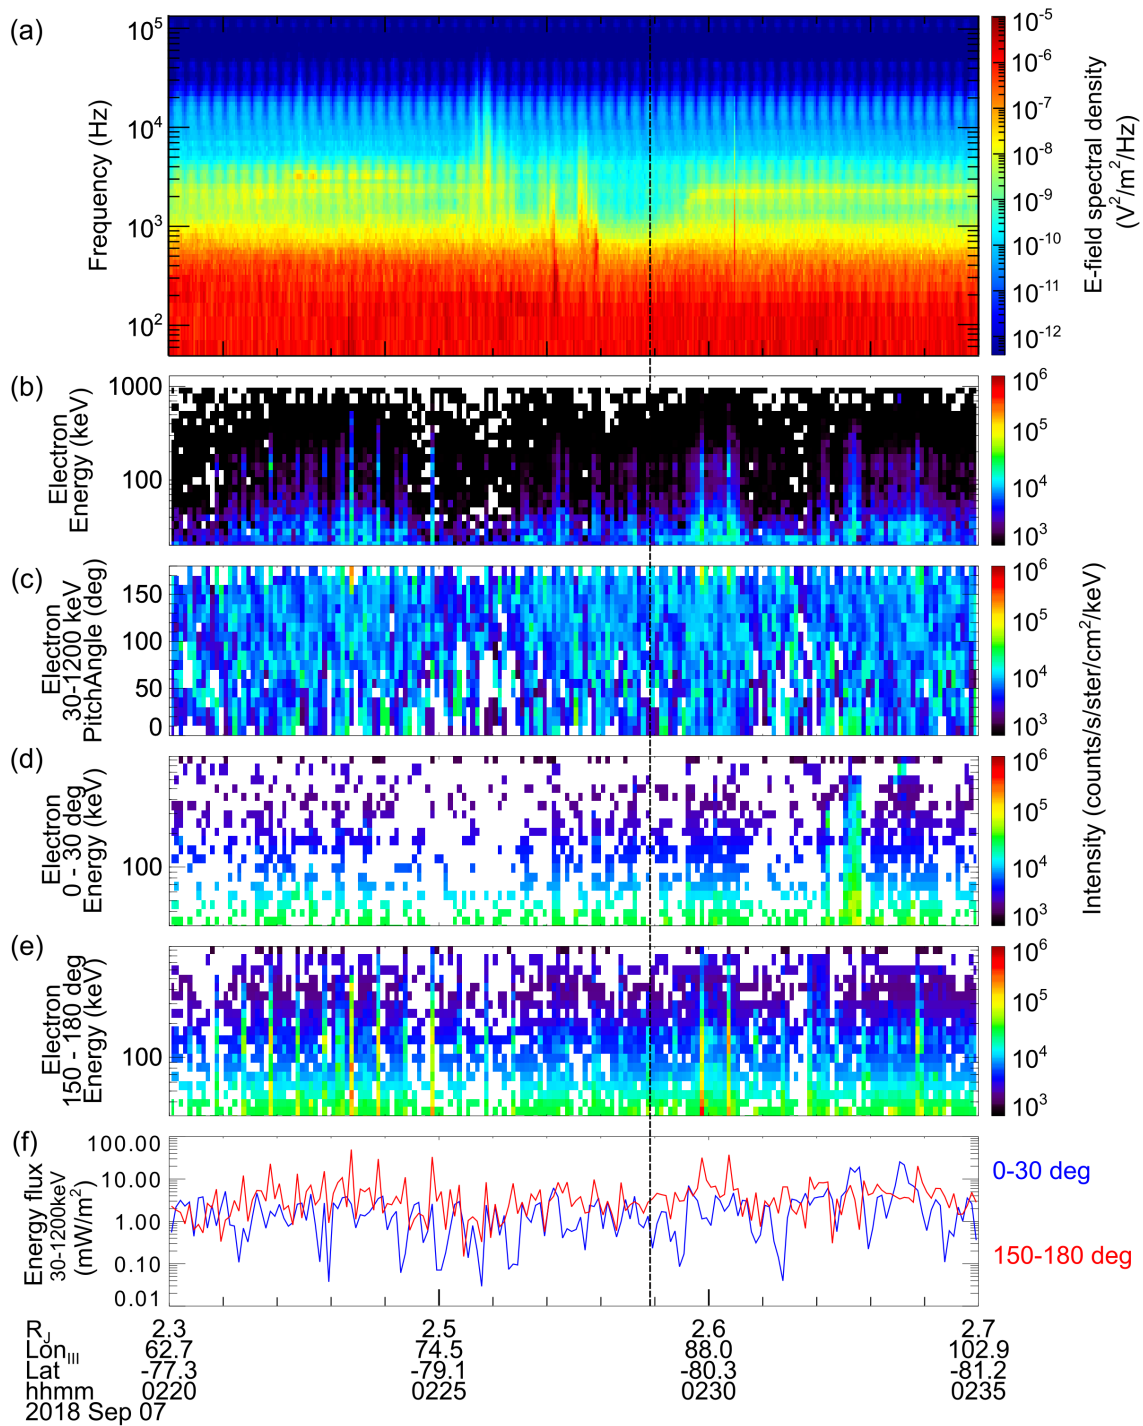 (a)
10^5
10^4
10^3
10^2
Frequency (Hz)
10^-5
10^-6
10^-7
10^-8
10^-9
10^-10
10^-11
10^-12
E-field spectral density
(V^2/m^2/Hz)
(b)
1000
100
Electron
Energy (keV)
10^6
10^5
10^4
10^3
(c)
150
100
50
0
Electron
30-1200 keV
PitchAngle (deg)
10^6
10^5
10^4
10^3
Intensity (counts/s/ster/cm^2/keV)
(d)
100
Electron
0 - 30 deg
Energy (keV)
10^6
10^5
10^4
10^3
(e)
100
Electron
150 - 180 deg
Energy (keV)
10^6
10^5
10^4
10^3
(f)
100.00
10.00
1.00
0.10
0.01
Energy flux
30-1200keV
(mW/m^2)
0-30 deg
150-180 deg
R_J 2.3 2.5 2.6 2.7
Lon_III 62.7 74.5 88.0 102.9
Lat -77.3 -79.1 -80.3 -81.2
hhmm 0220 0225 0230 0235
2018 Sep 07